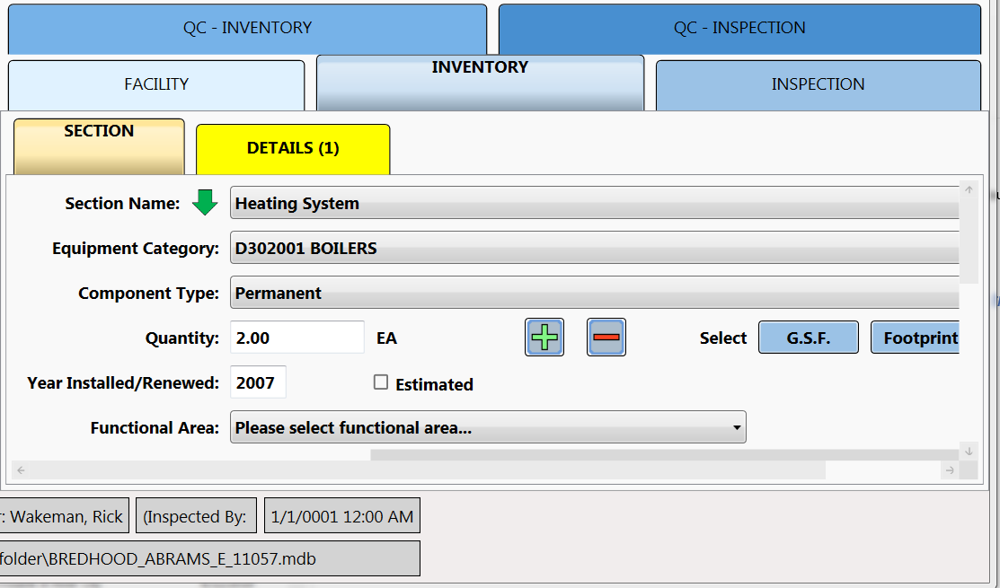 QC - INVENTORY QC - INSPECTION
FACILITY INVENTORY INSPECTION
SECTION DETAILS (1)
Section Name: Heating System
Equipment Category: D302001 BOILERS
Component Type: Permanent
Quantity: 2.00 EA Select G.S.F. Footprint
Year Installed/Renewed: 2007 Estimated
Functional Area: Please select functional area...
r: Wakeman, Rick (Inspected By: 1/1/0001 12:00 AM
folder\BREDHOOD_ABRAMS_E_11057.mdb